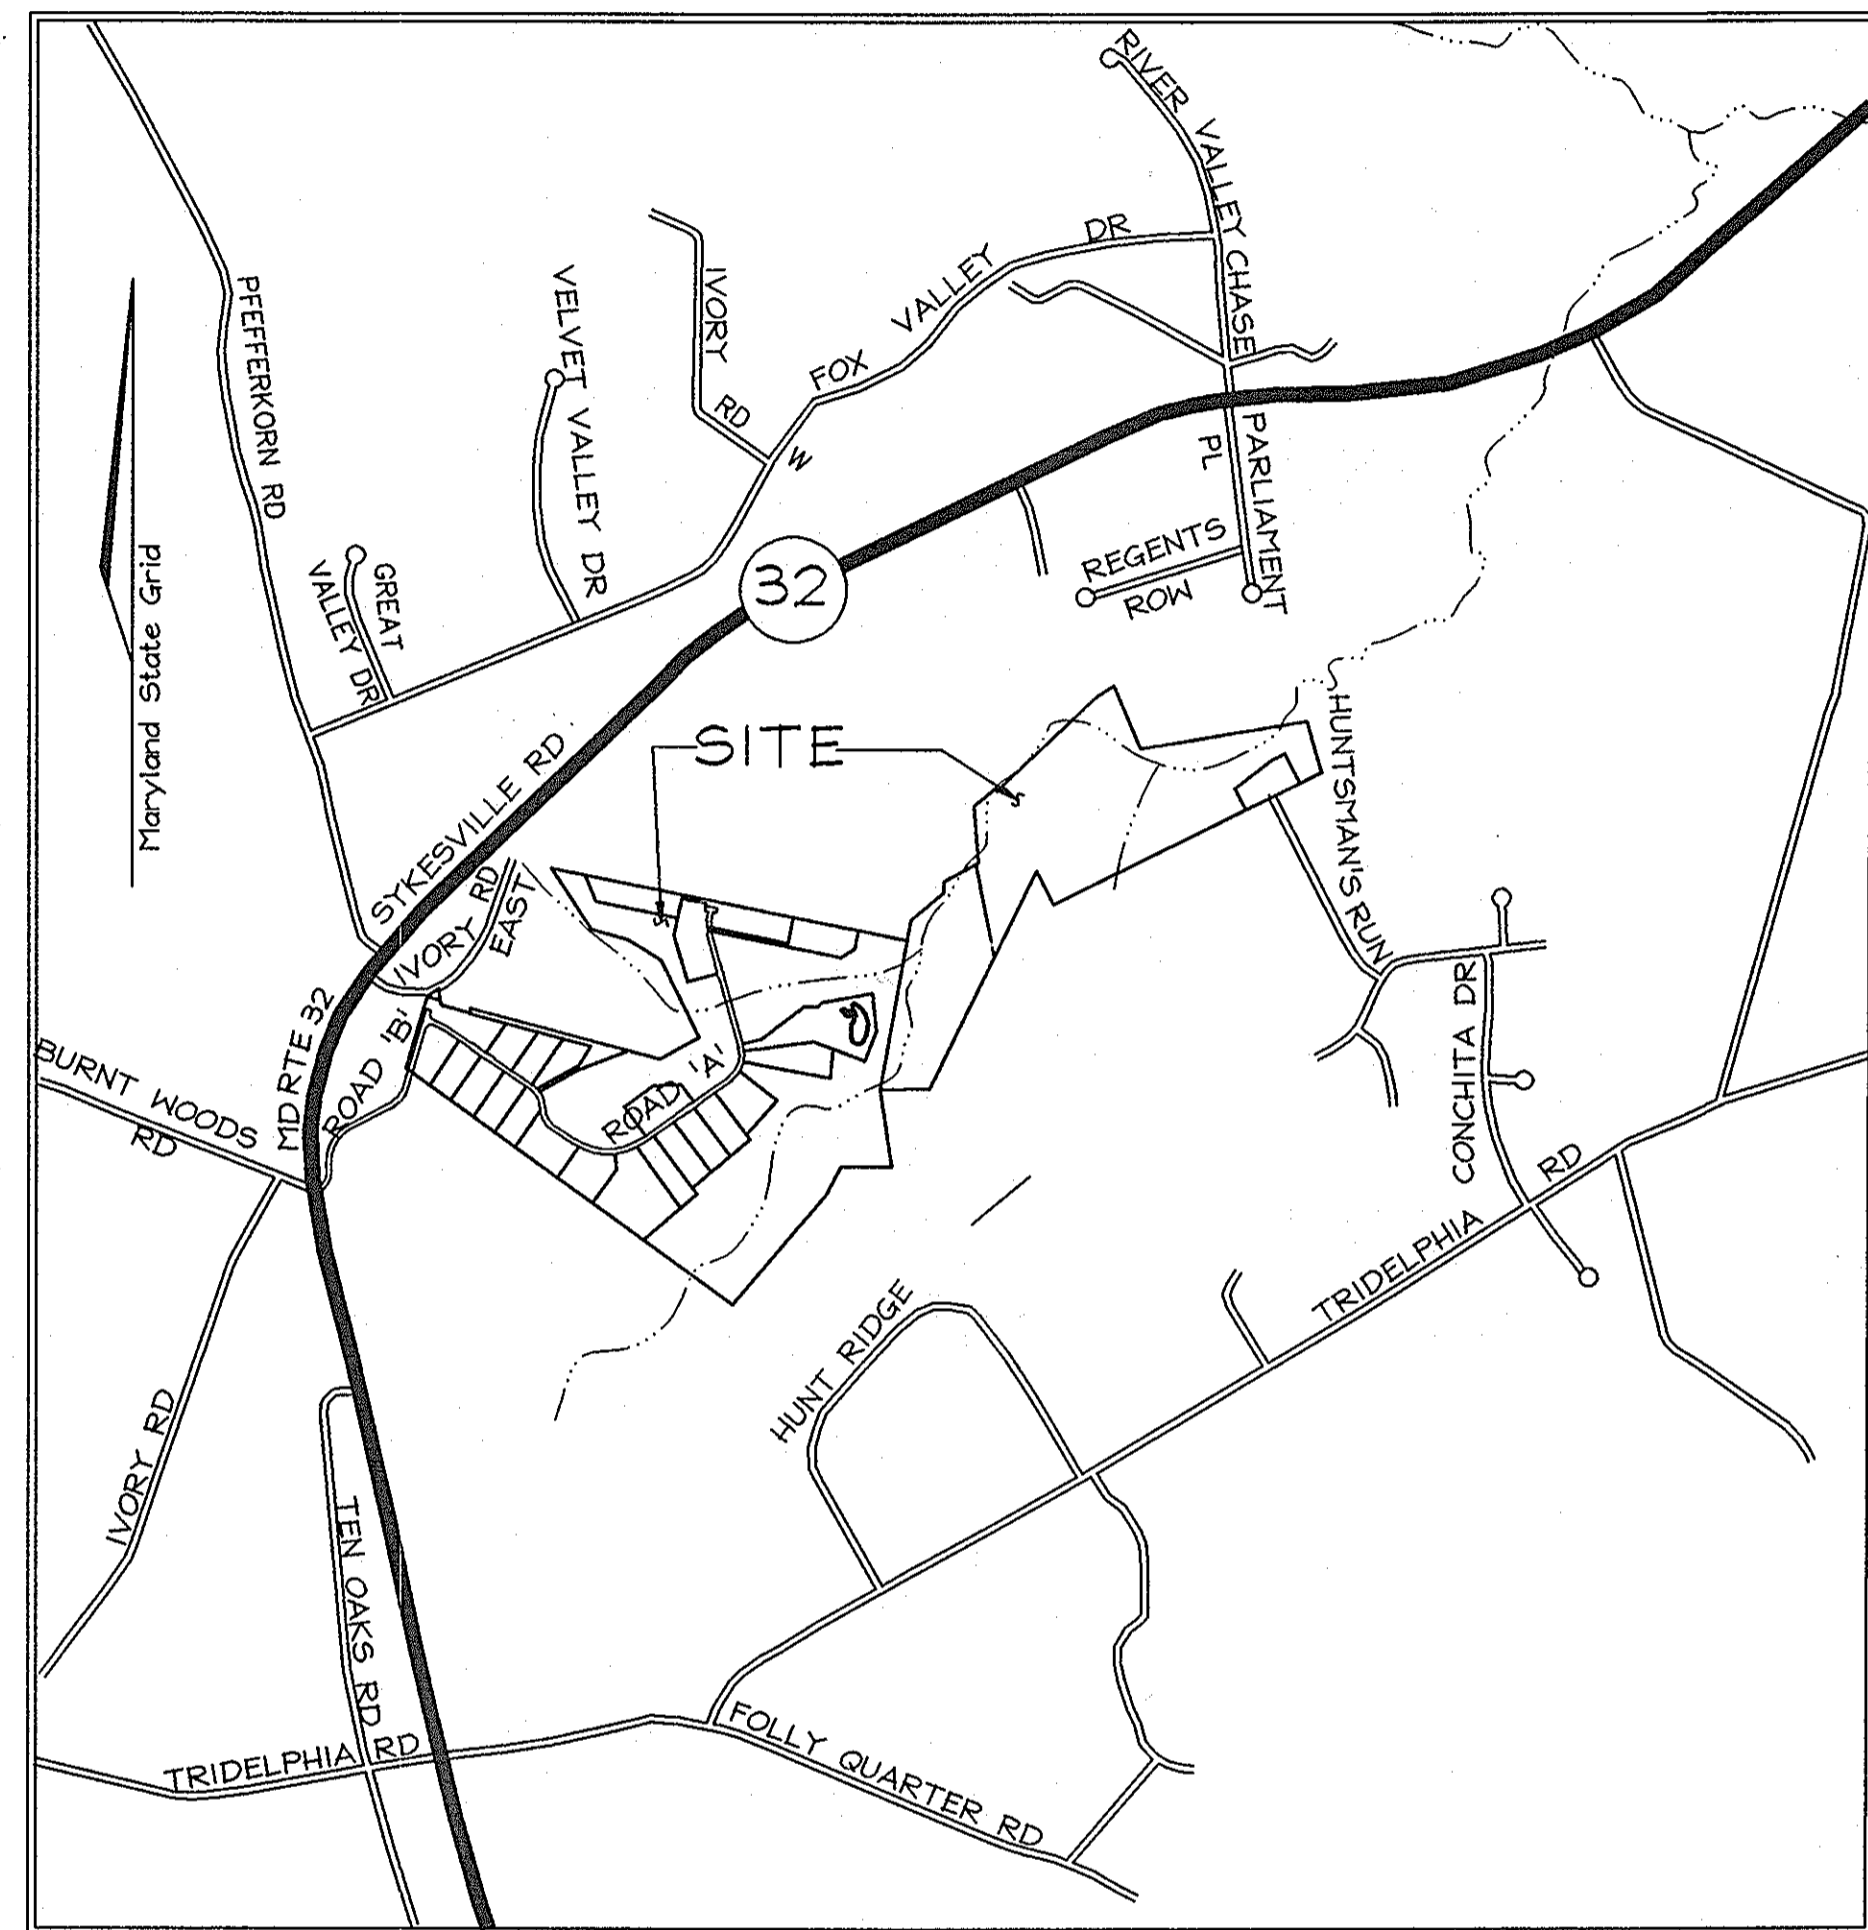 RIVER VALLEY CHASE
FOX VALLEY DR
W
IVORY RD
VELVET VALLEY DR
PFEFFERKORN RD
GREAT
VALLEY DR
Maryland State Grid
32
PARLIAMENT
PL
REGENTS
ROW
SITE
HUNTSMAN'S RUN
SYKESVILLE RD
IVORY RD
EAST
MD RTE 32
ROAD 'B'
ROAD 'A'
BURNT WOODS
RD
CONCHITA DR
TRIDELPHIA RD
HUNT RIDGE
IVORY RD
TEN OAKS RD
TRIDELPHIA RD
FOLLY QUARTER RD